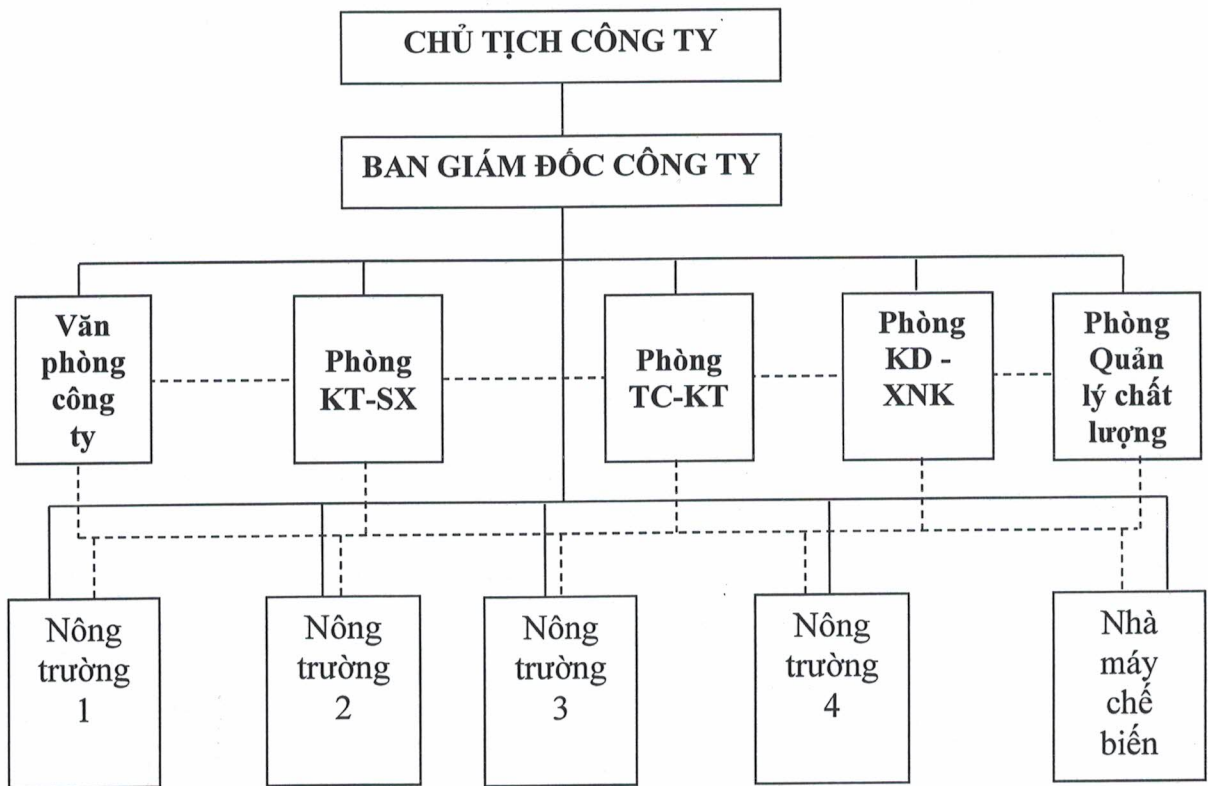 CHỦ TỊCH CÔNG TY
BAN GIÁM ĐỐC CÔNG TY
Văn
phòng
công
ty
Phòng
KT-SX
Phòng
TC-KT
Phòng
KD -
XNK
Phòng
Quản
lý chất
lượng
Nông
trường
1
Nông
trường
2
Nông
trường
3
Nông
trường
4
Nhà
máy
chế
biến